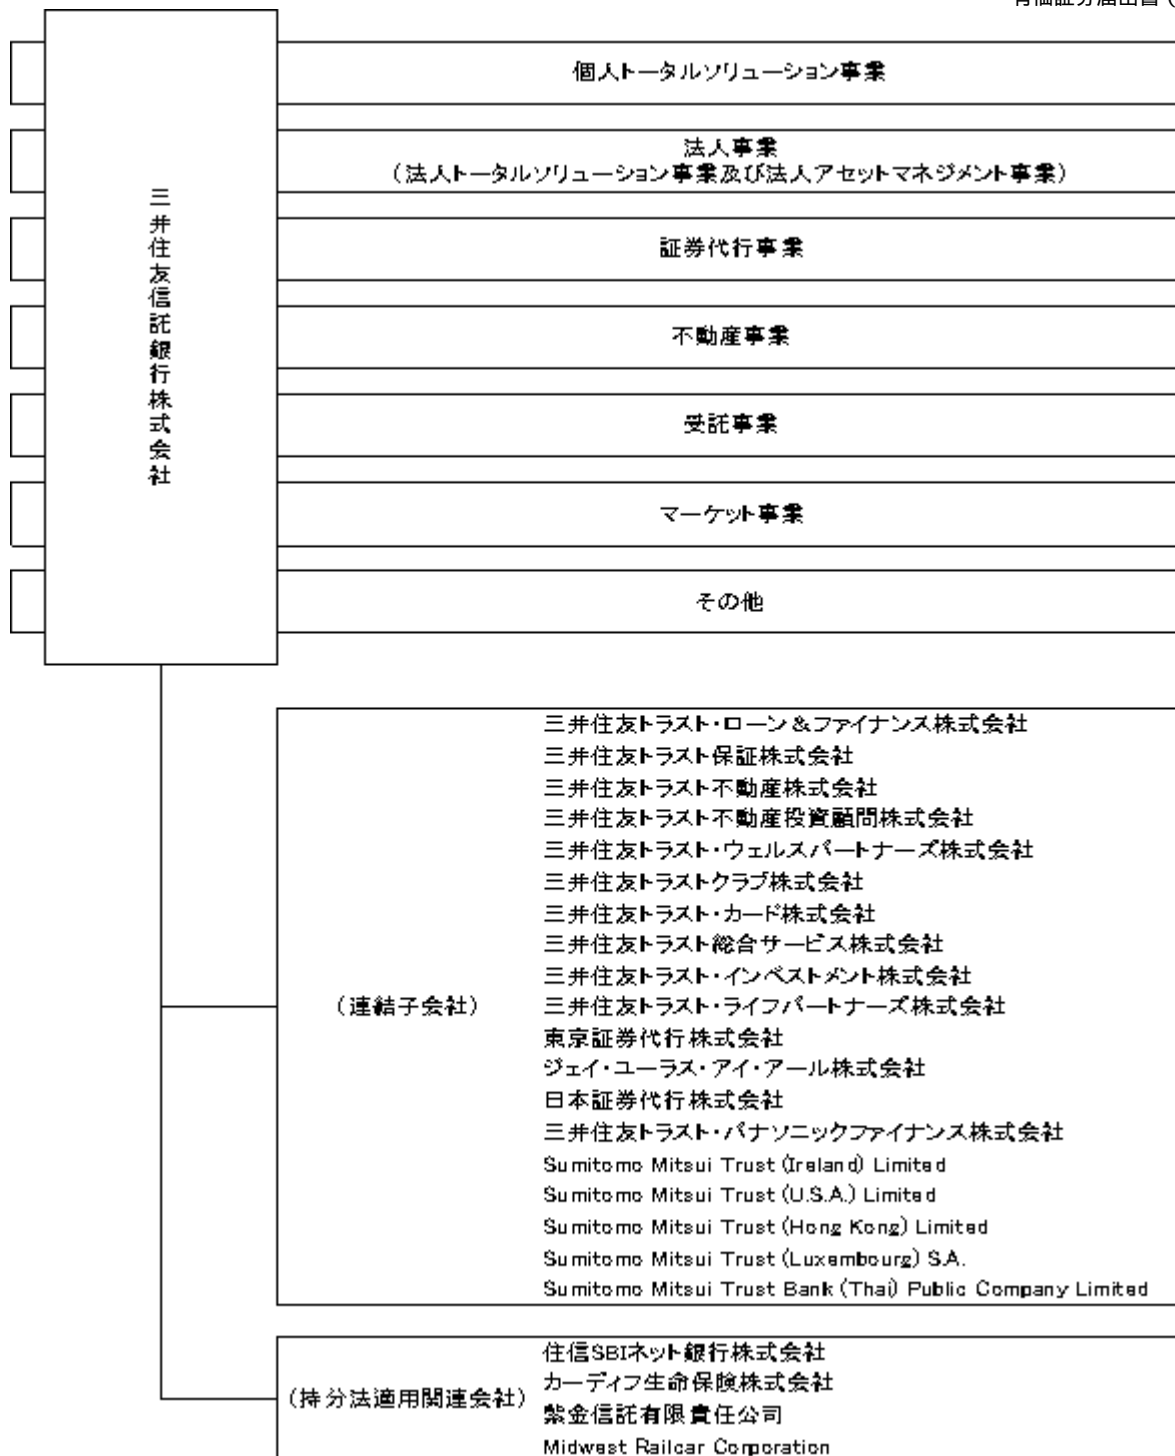 有価証券届出書（
三井住友信託銀行株式会社
個人トータルソリューション事業
法人事業
（法人トータルソリューション事業及び法人アセットマネジメント事業）
証券代行事業
不動産事業
受託事業
マーケット事業
その他
（連結子会社）
三井住友トラスト・ローン＆ファイナンス株式会社
三井住友トラスト保証株式会社
三井住友トラスト不動産株式会社
三井住友トラスト不動産投資顧問株式会社
三井住友トラスト・ウェルスパートナーズ株式会社
三井住友トラストクラブ株式会社
三井住友トラスト・カード株式会社
三井住友トラスト総合サービス株式会社
三井住友トラスト・インベストメント株式会社
三井住友トラスト・ライフパートナーズ株式会社
東京証券代行株式会社
ジェイ・ユーラス・アイ・アール株式会社
日本証券代行株式会社
三井住友トラスト・パナソニックファイナンス株式会社
Sumitomo Mitsui Trust (Ireland) Limited
Sumitomo Mitsui Trust (U.S.A.) Limited
Sumitomo Mitsui Trust (Hong Kong) Limited
Sumitomo Mitsui Trust (Luxembourg) S.A.
Sumitomo Mitsui Trust Bank (Thai) Public Company Limited
（持分法適用関連会社）
住信SBIネット銀行株式会社
カーディフ生命保険株式会社
紫金信託有限責任公司
Midwest Railcar Corporation